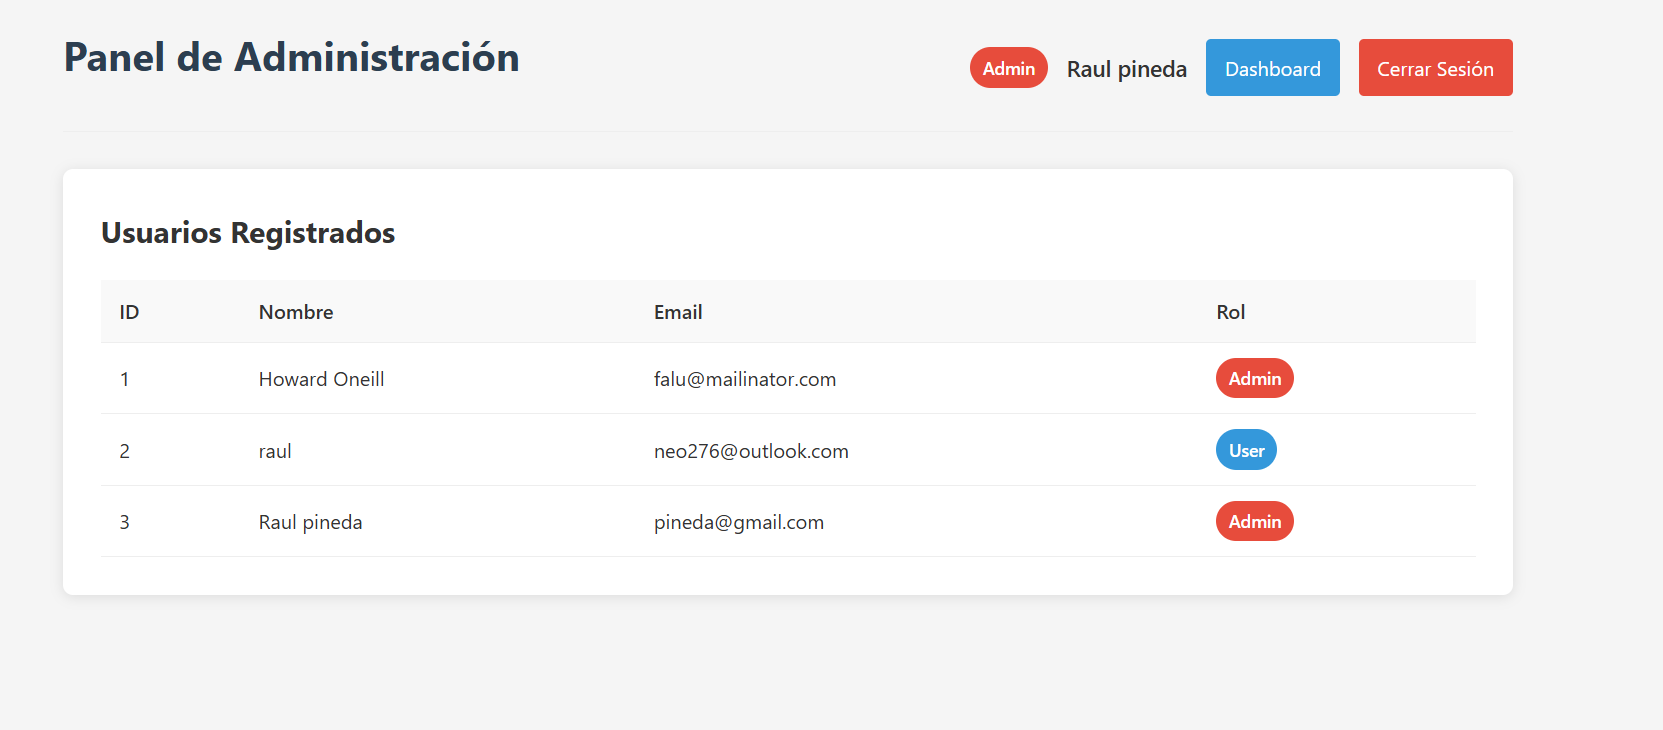 Panel de Administración
Admin Raul pineda Dashboard Cerrar Sesión
Usuarios Registrados
ID Nombre Email Rol
1 Howard Oneill falu@mailinator.com Admin
2 raul neo276@outlook.com User
3 Raul pineda pineda@gmail.com Admin